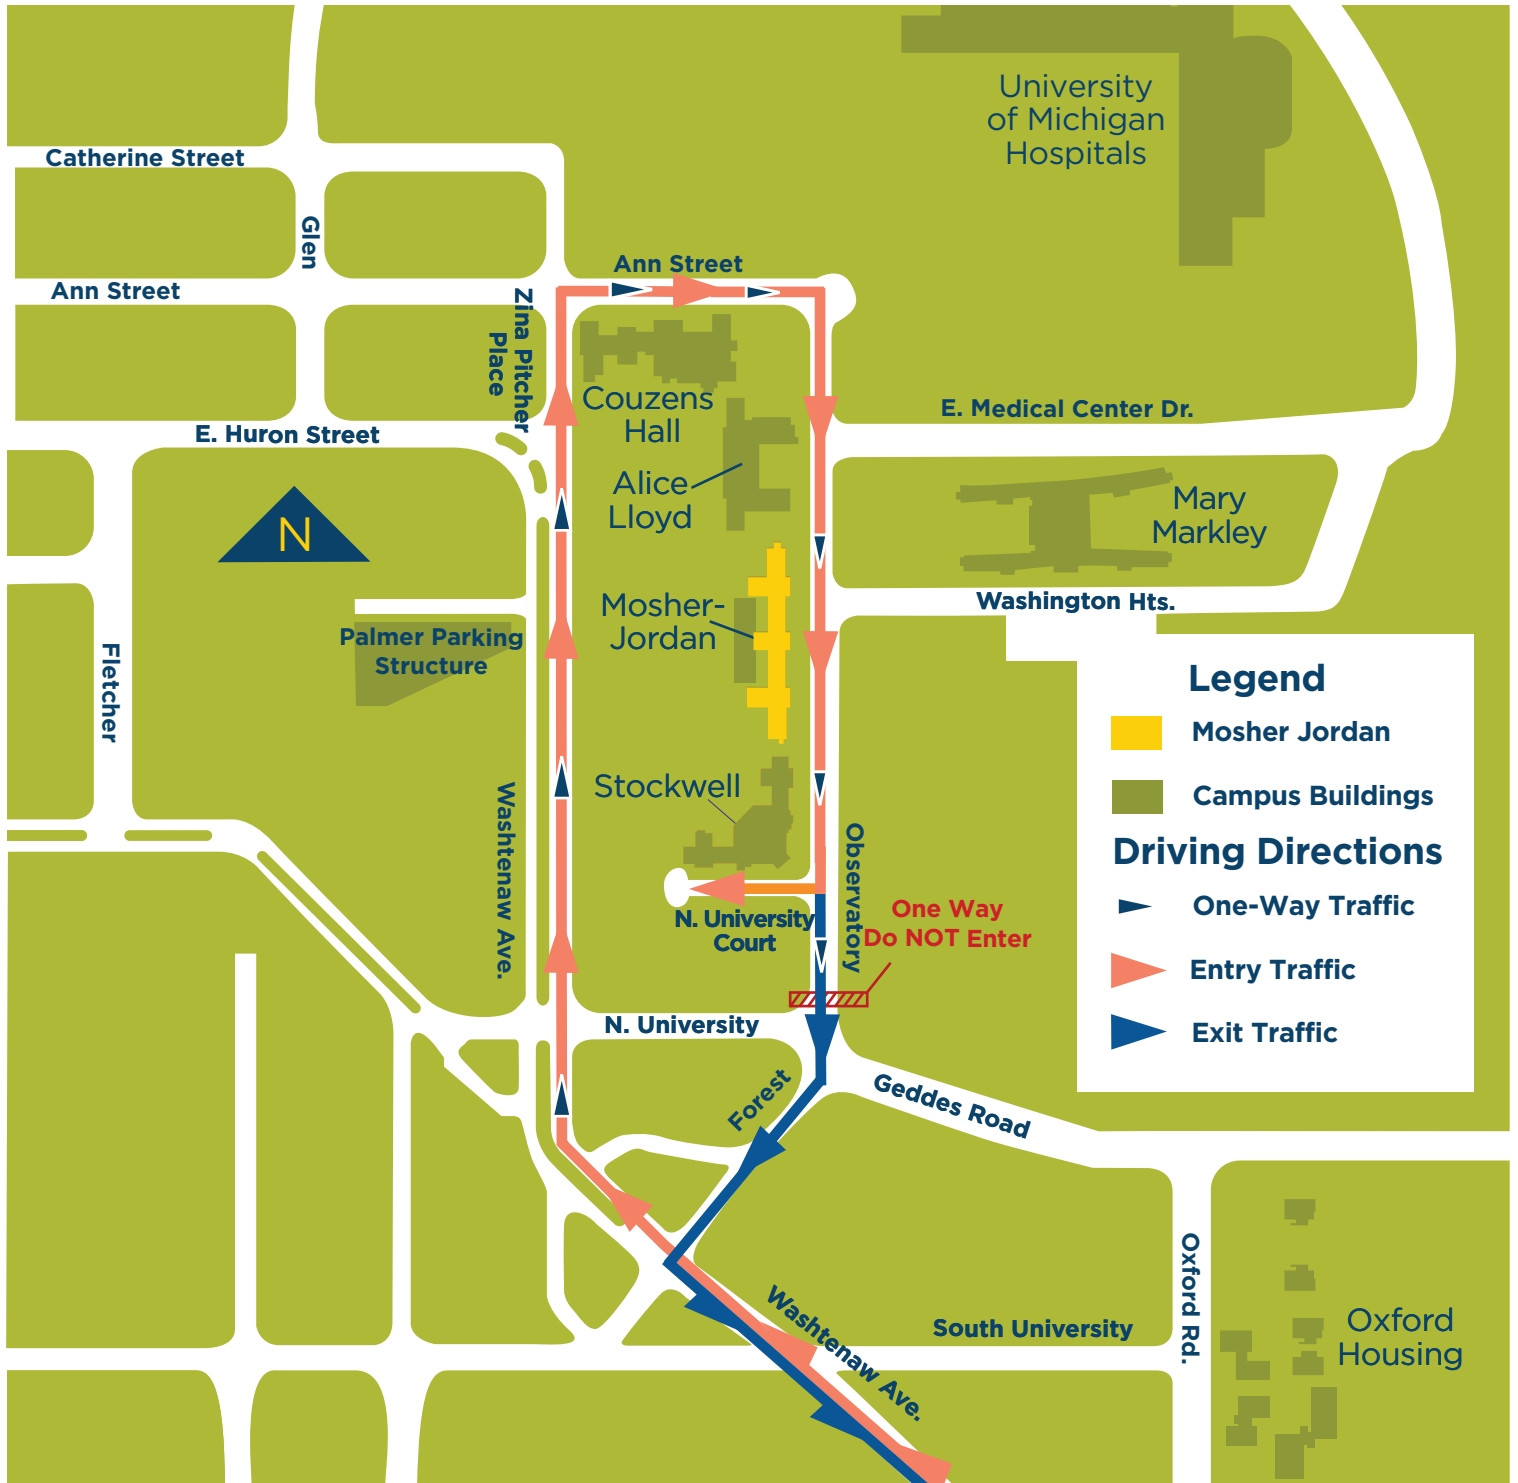 University
of Michigan
Hospitals
Catherine Street
Glen
Ann Street
Ann Street
Zina Pitcher
Place
Couzens
Hall
E. Medical Center Dr.
E. Huron Street
Alice
Lloyd
Mary
Markley
N
Mosher-
Jordan
Washington Hts.
Palmer Parking
Structure
Fletcher
Legend
Mosher Jordan
Campus Buildings
Driving Directions
One-Way Traffic
Entry Traffic
Exit Traffic
Stockwell
Washtenaw Ave.
Observatory
N. University
Court
One Way
Do NOT Enter
N. University
Forest
Geddes Road
Oxford Rd.
Washtenaw Ave.
South University
Oxford
Housing